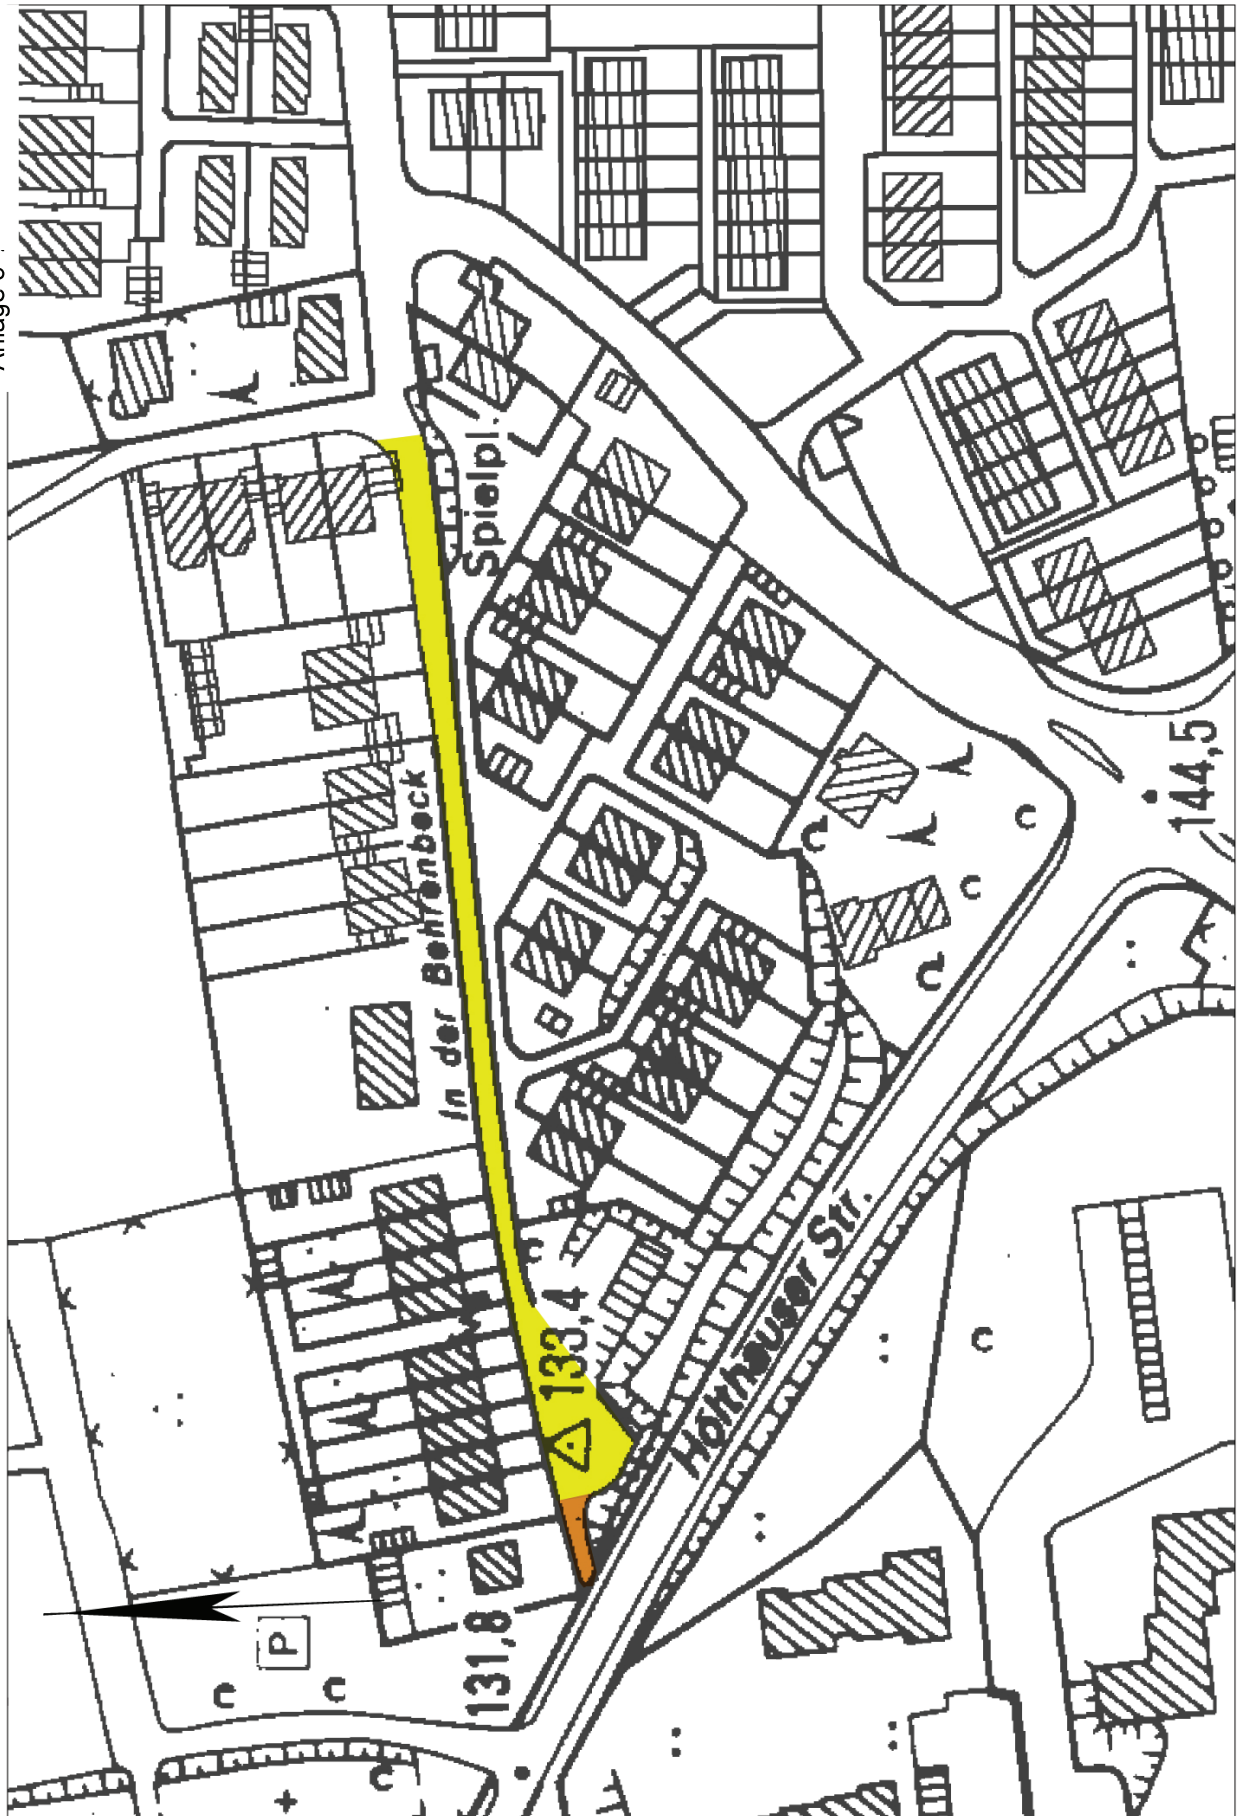 Spielpl.
In der Behrenbeck
144,5
133,4
Holthauser Str.
131,8
P